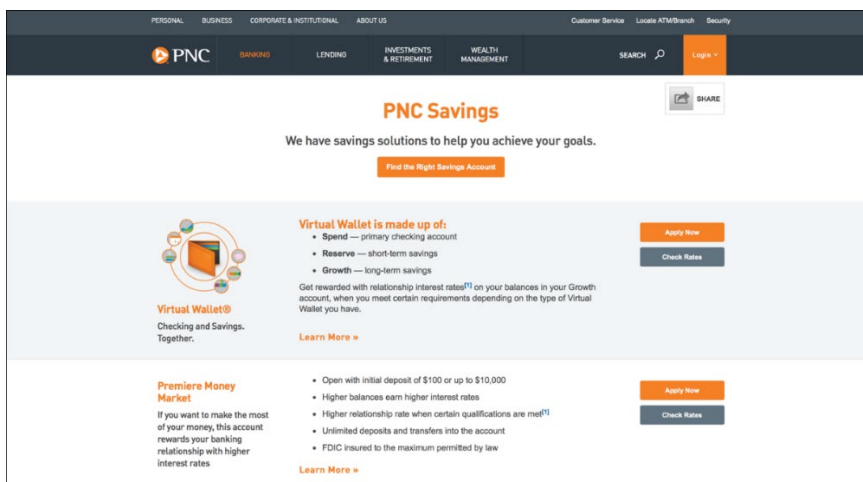 PERSONAL BUSINESS CORPORATE & INSTITUTIONAL ABOUT US Customer Service Locate ATM/Branch Security
PNC BANKING LENDING INVESTMENTS & RETIREMENT WEALTH MANAGEMENT SEARCH Login
SHARE
PNC Savings
We have savings solutions to help you achieve your goals.
Find the Right Savings Account
Virtual Wallet®
Checking and Savings.
Together.
Virtual Wallet is made up of:
• Spend — primary checking account
• Reserve — short-term savings
• Growth — long-term savings
Get rewarded with relationship interest rates[1] on your balances in your Growth
account, when you meet certain requirements depending on the type of Virtual
Wallet you have.
Learn More »
Apply Now
Check Rates
Premiere Money
Market
If you want to make the most
of your money, this account
rewards your banking
relationship with higher
interest rates
• Open with initial deposit of $100 or up to $10,000
• Higher balances earn higher interest rates
• Higher relationship rate when certain qualifications are met[1]
• Unlimited deposits and transfers into the account
• FDIC insured to the maximum permitted by law
Learn More »
Apply Now
Check Rates